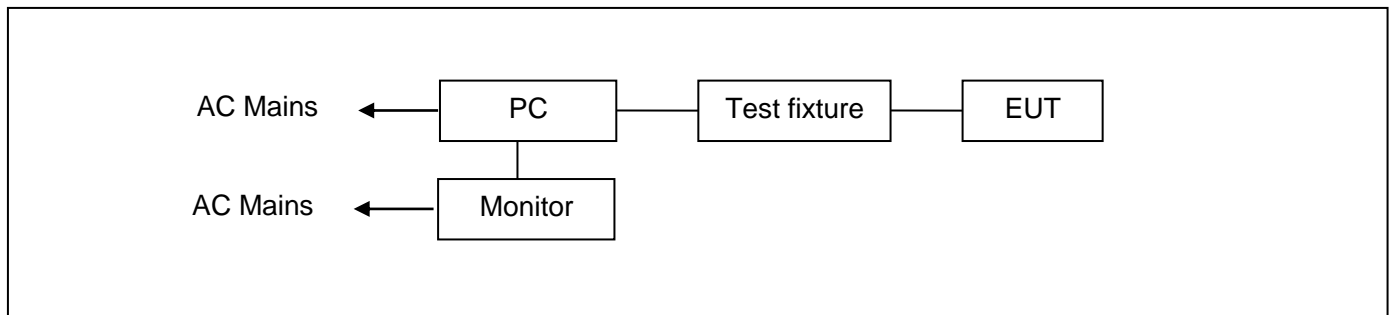 AC Mains
PC
Test fixture
EUT
AC Mains
Monitor